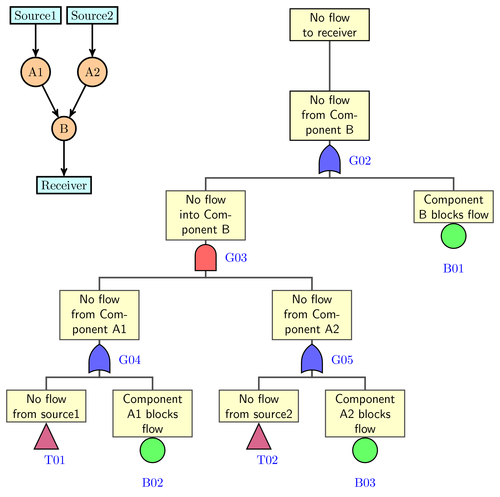 Source1
Source2
A1
A2
B
Receiver
No flow
to receiver
No flow
from Com-
ponent B
G02
No flow
into Com-
ponent B
G03
Component
B blocks flow
B01
No flow
from Com-
ponent A1
G04
No flow
from Com-
ponent A2
G05
No flow
from source1
T01
Component
A1 blocks
flow
B02
No flow
from source2
T02
Component
A2 blocks
flow
B03